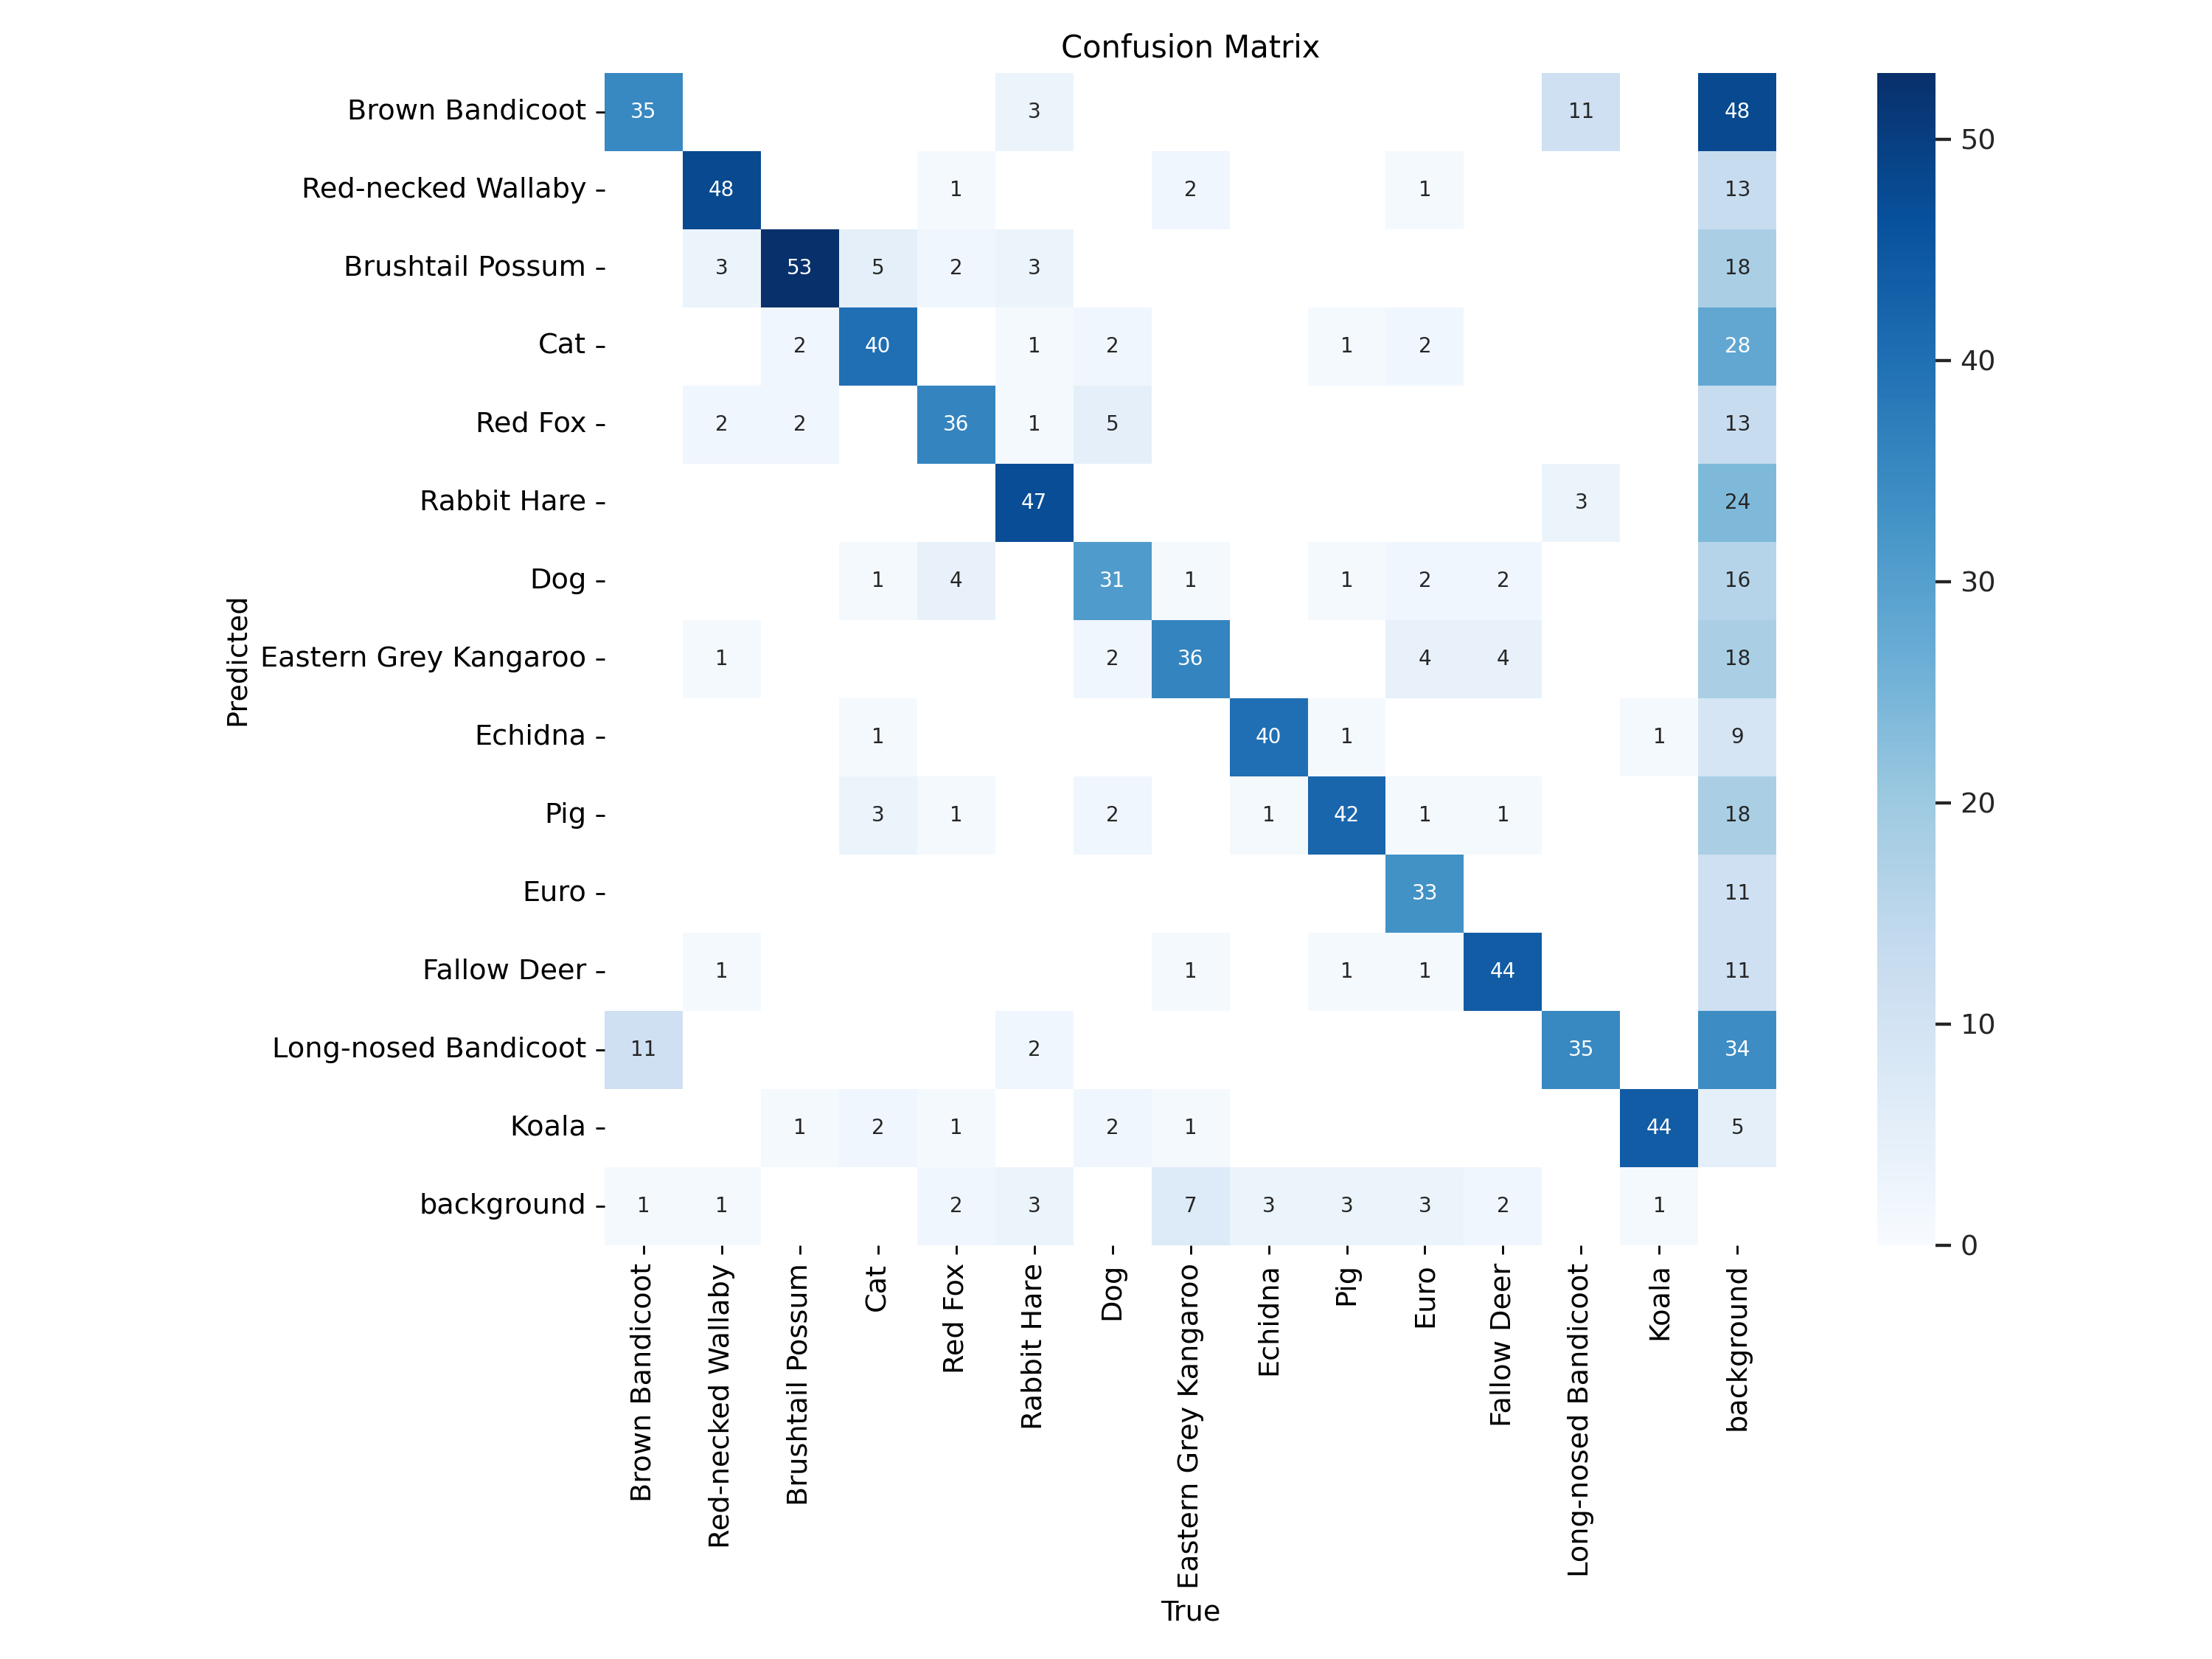 Confusion Matrix
Brown Bandicoot 35 3 11 48
Red-necked Wallaby 48 1 2 1 13
Brushtail Possum 3 53 5 2 3 18
Cat 2 40 1 2 1 2 28
Red Fox 2 2 36 1 5 13
Rabbit Hare 47 3 24
Dog 1 4 31 1 1 2 2 16
Eastern Grey Kangaroo 1 2 36 4 4 18
Echidna 1 40 1 1 9
Pig 3 1 2 1 42 1 1 18
Euro 33 11
Fallow Deer 1 1 1 1 44 11
Long-nosed Bandicoot 11 2 35 34
Koala 1 2 1 2 1 44 5
background 1 1 2 3 7 3 3 3 2 1
Predicted
Brown Bandicoot
Red-necked Wallaby
Brushtail Possum
Cat
Red Fox
Rabbit Hare
Dog
Eastern Grey Kangaroo
Echidna
Pig
Euro
Fallow Deer
Long-nosed Bandicoot
Koala
background
True
50
40
30
20
10
0